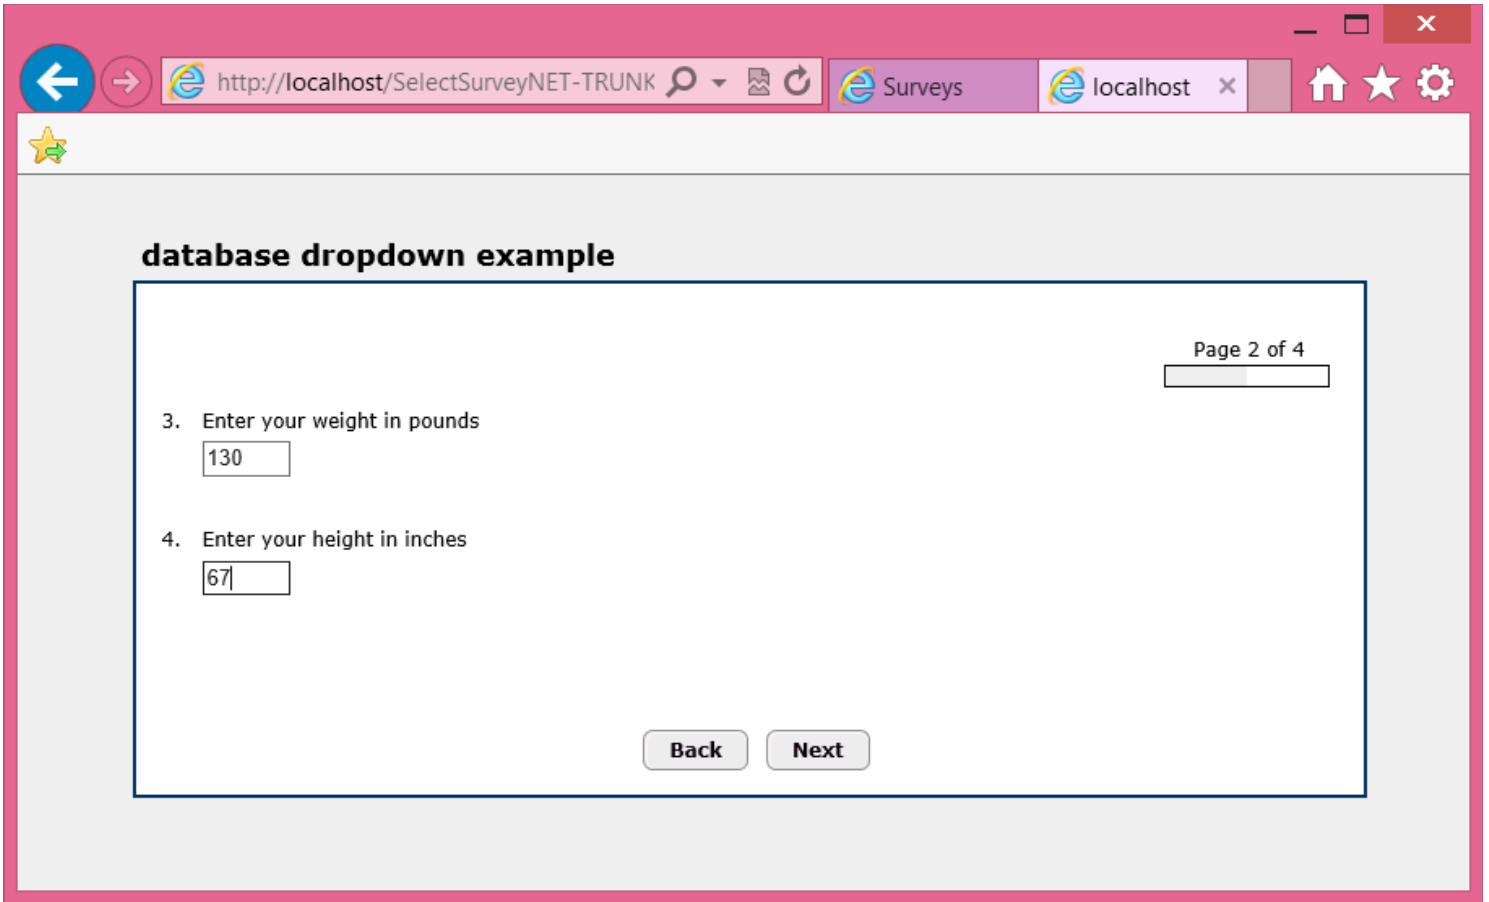 http://localhost/SelectSurveyNET-TRUNK
Surveys
localhost
database dropdown example
Page 2 of 4
3. Enter your weight in pounds
130
4. Enter your height in inches
67
Back Next